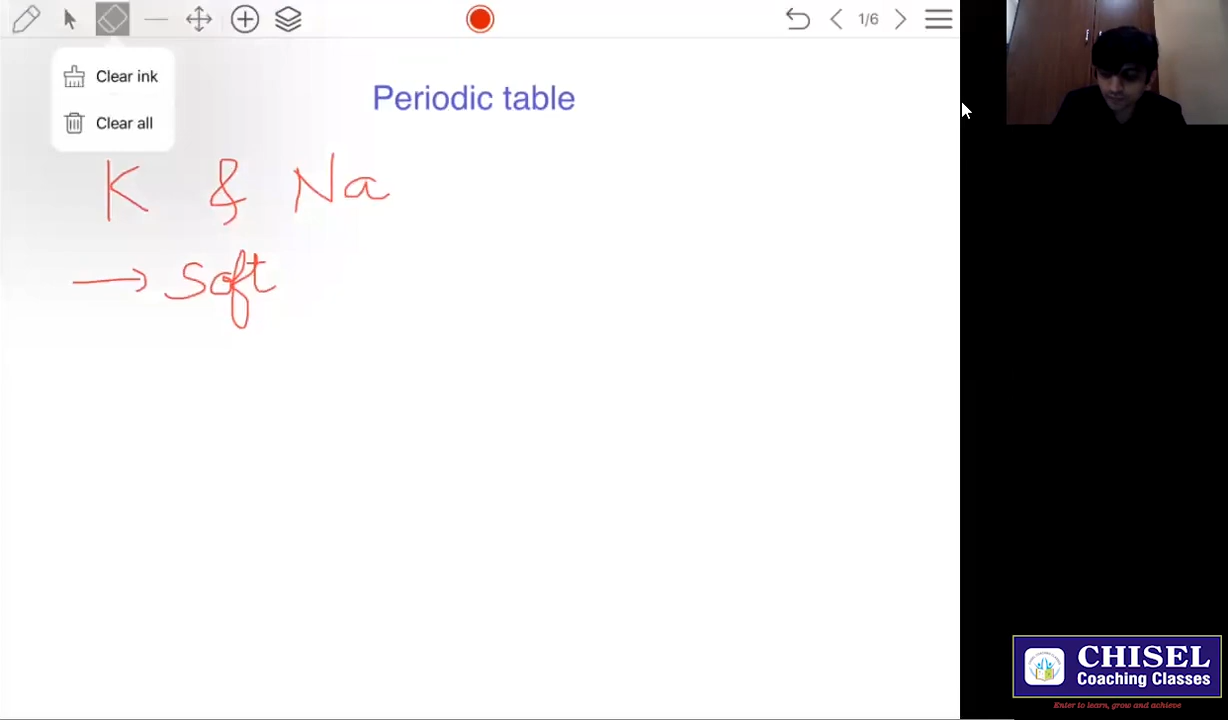 1/6
Clear ink
Clear all
Periodic table
K & Na
→ Soft
CHISEL
Coaching Classes
Enter to learn, grow and achieve